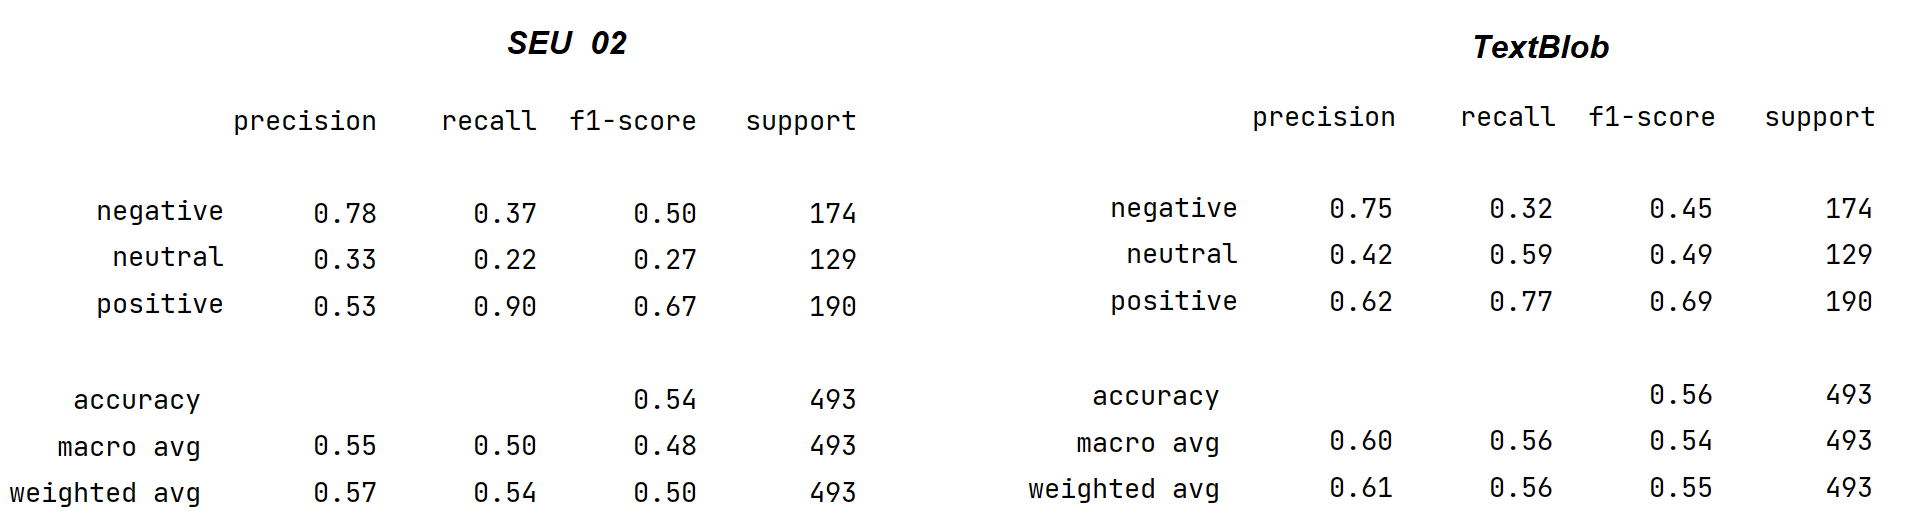 SEU 02
precision recall f1-score support
negative 0.78 0.37 0.50 174
neutral 0.33 0.22 0.27 129
positive 0.53 0.90 0.67 190
accuracy 0.54 493
macro avg 0.55 0.50 0.48 493
weighted avg 0.57 0.54 0.50 493
TextBlob
precision recall f1-score support
negative 0.75 0.32 0.45 174
neutral 0.42 0.59 0.49 129
positive 0.62 0.77 0.69 190
accuracy 0.56 493
macro avg 0.60 0.56 0.54 493
weighted avg 0.61 0.56 0.55 493